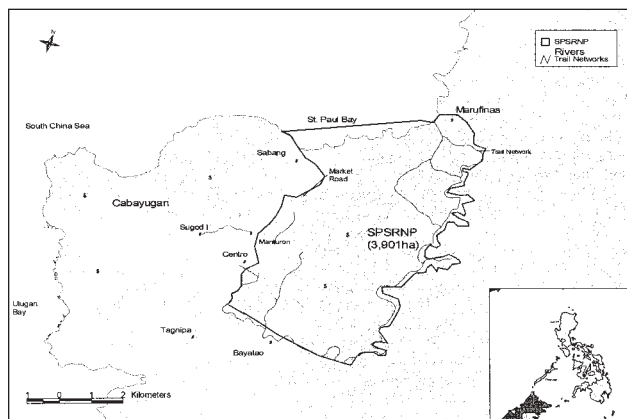 N
SPSRNP
Rivers
Trail Networks
South China Sea
St. Paul Bay
Marufinas
Trail Network
Sabang
Market
Road
Cabayugan
Sugod I
Manturon
SPSRNP
(3,901ha)
Centro
Ulugan
Bay
Tagnipa
Bayatao
1 0 1 2 Kilometers